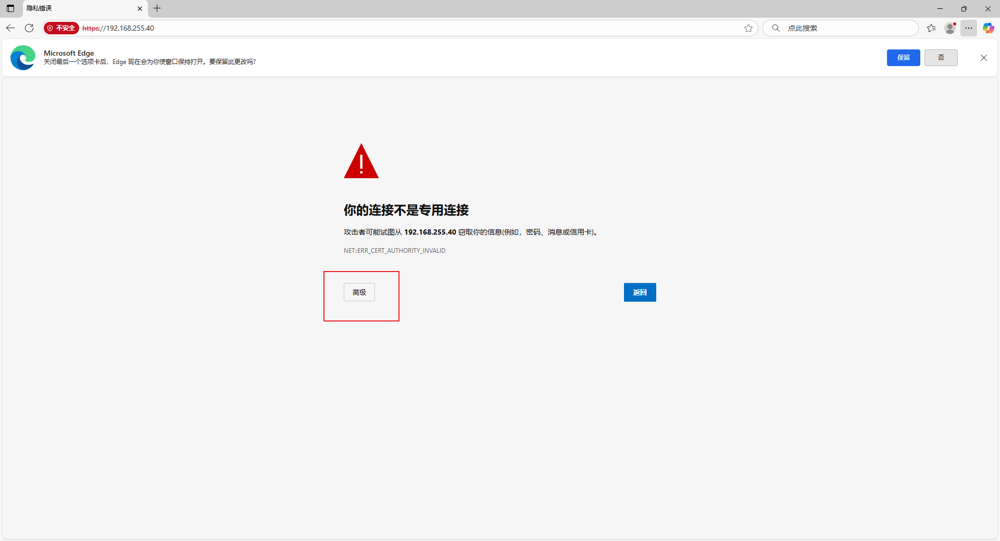 隐私错误
不安全 https://192.168.255.40
点此搜索
Microsoft Edge
关闭最后一个选项卡后，Edge 现在会为你使窗口保持打开。要保留此更改吗?
保留
否
你的连接不是专用连接
攻击者可能试图从 192.168.255.40 窃取你的信息(例如，密码、消息或信用卡)。
NET::ERR_CERT_AUTHORITY_INVALID
高级
返回